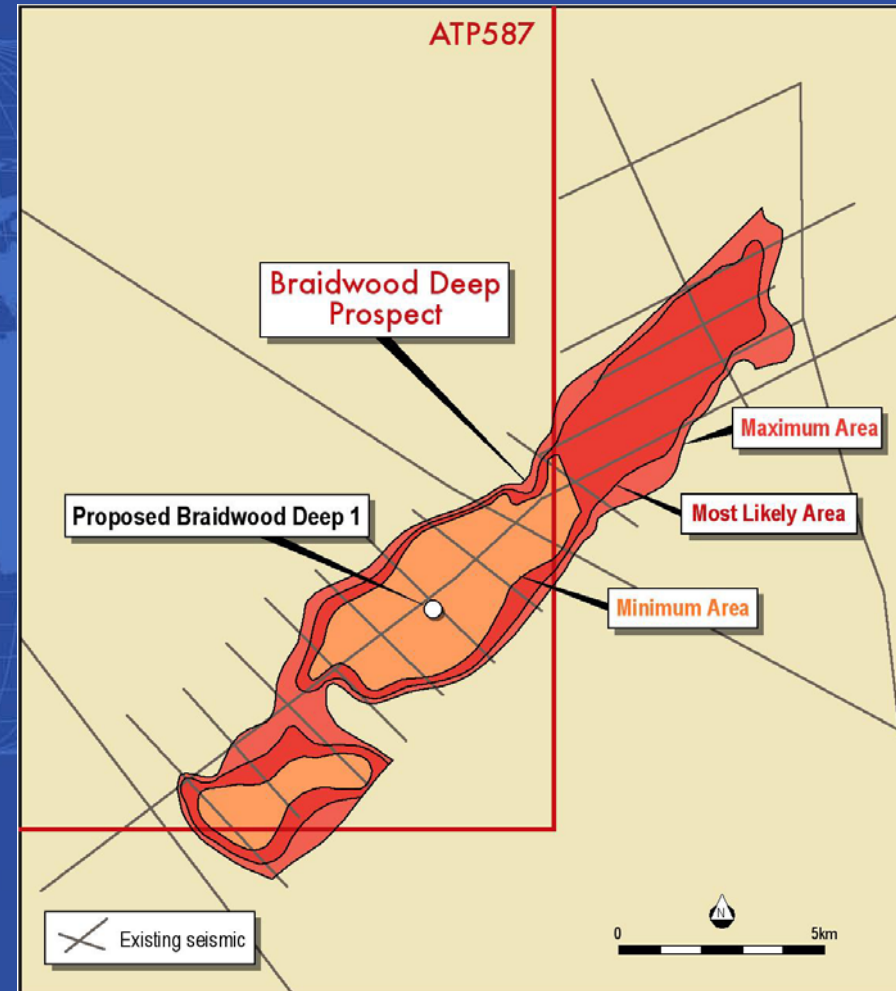 ATP587
Braidwood Deep
Prospect
Maximum Area
Proposed Braidwood Deep 1
Most Likely Area
Minimum Area
N
Existing seismic
0 5km